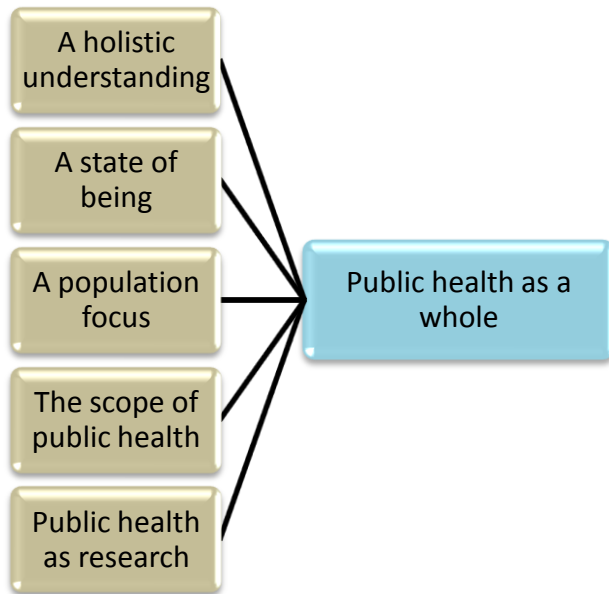 A holistic
understanding
A state of
being
A population
focus
The scope of
public health
Public health
as research
Public health as a
whole